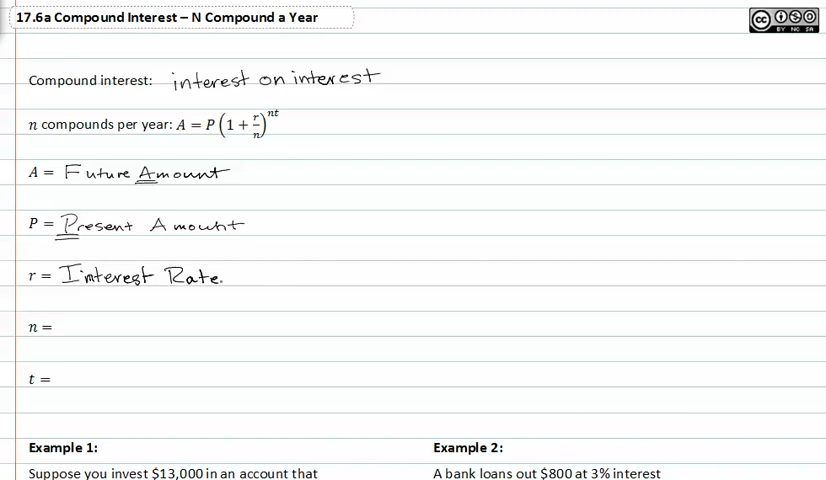 17.6a Compound Interest – N Compound a Year
cc BY NC SA
Compound interest: interest on interest
n compounds per year: A = P(1 + r/n)^nt
A = Future Amount
P = Present Amount
r = Interest Rate.
n =
t =
Example 1: Example 2:
Suppose you invest $13,000 in an account that A bank loans out $800 at 3% interest